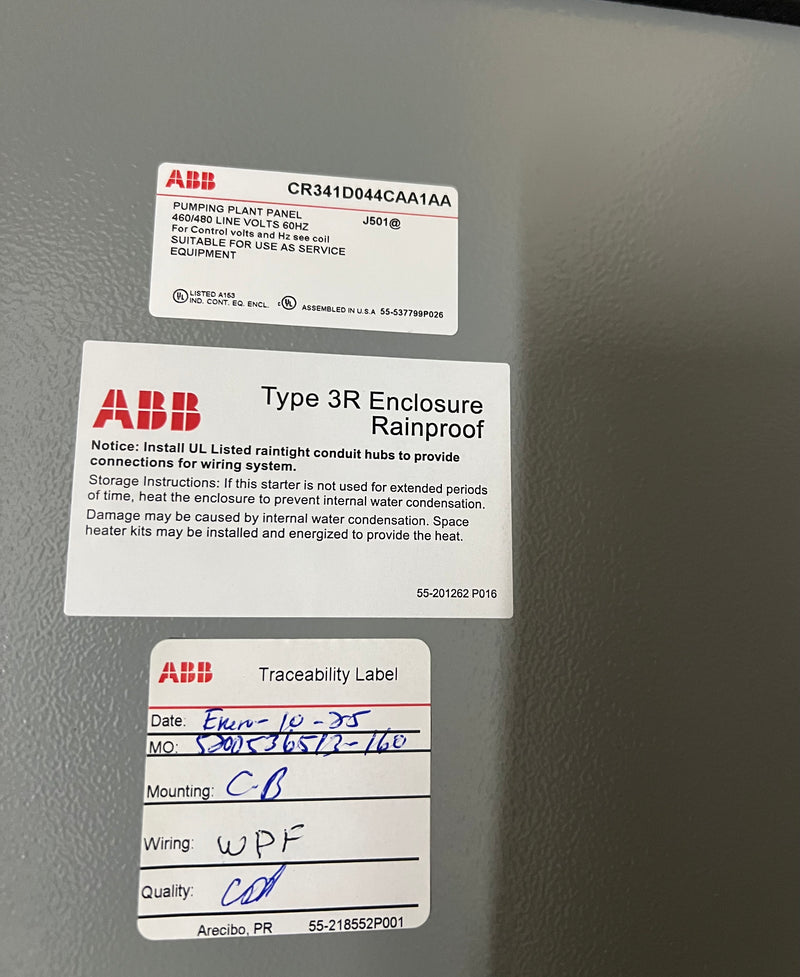 ABB CR341D044CAA1AA
PUMPING PLANT PANEL J501@
460/480 LINE VOLTS 60HZ
For Control volts and Hz see coil
SUITABLE FOR USE AS SERVICE
EQUIPMENT
UL LISTED A153
IND. CONT. EQ. ENCL. c UL ASSEMBLED IN U.S.A 55-537799P026
ABB Type 3R Enclosure
Rainproof
Notice: Install UL Listed raintight conduit hubs to provide
connections for wiring system.
Storage Instructions: If this starter is not used for extended periods
of time, heat the enclosure to prevent internal water condensation.
Damage may be caused by internal water condensation. Space
heater kits may be installed and energized to provide the heat.
55-201262 P016
ABB Traceability Label
Date: Enero-10-25
MO:
Mounting: C-B
Wiring: WPF
Quality:
Arecibo, PR 55-218552P001